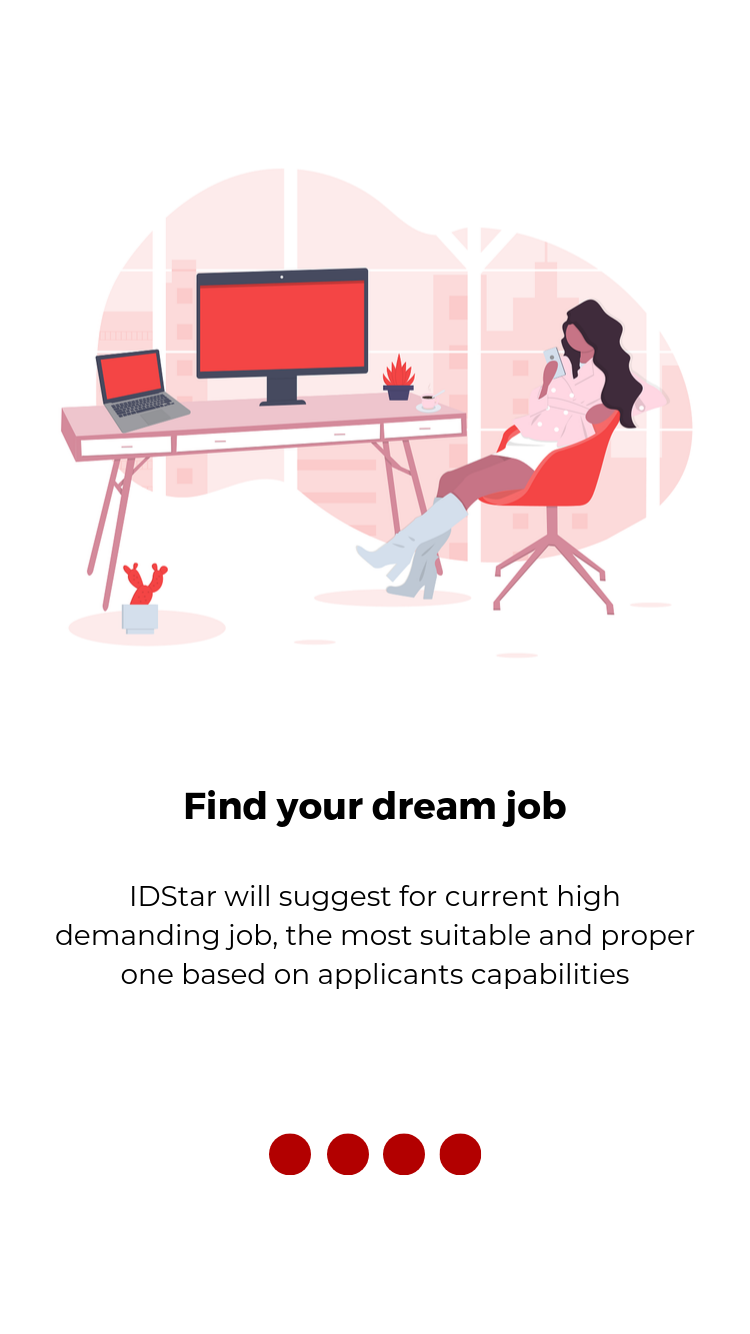 Find your dream job
IDStar will suggest for current high
demanding job, the most suitable and proper
one based on applicants capabilities